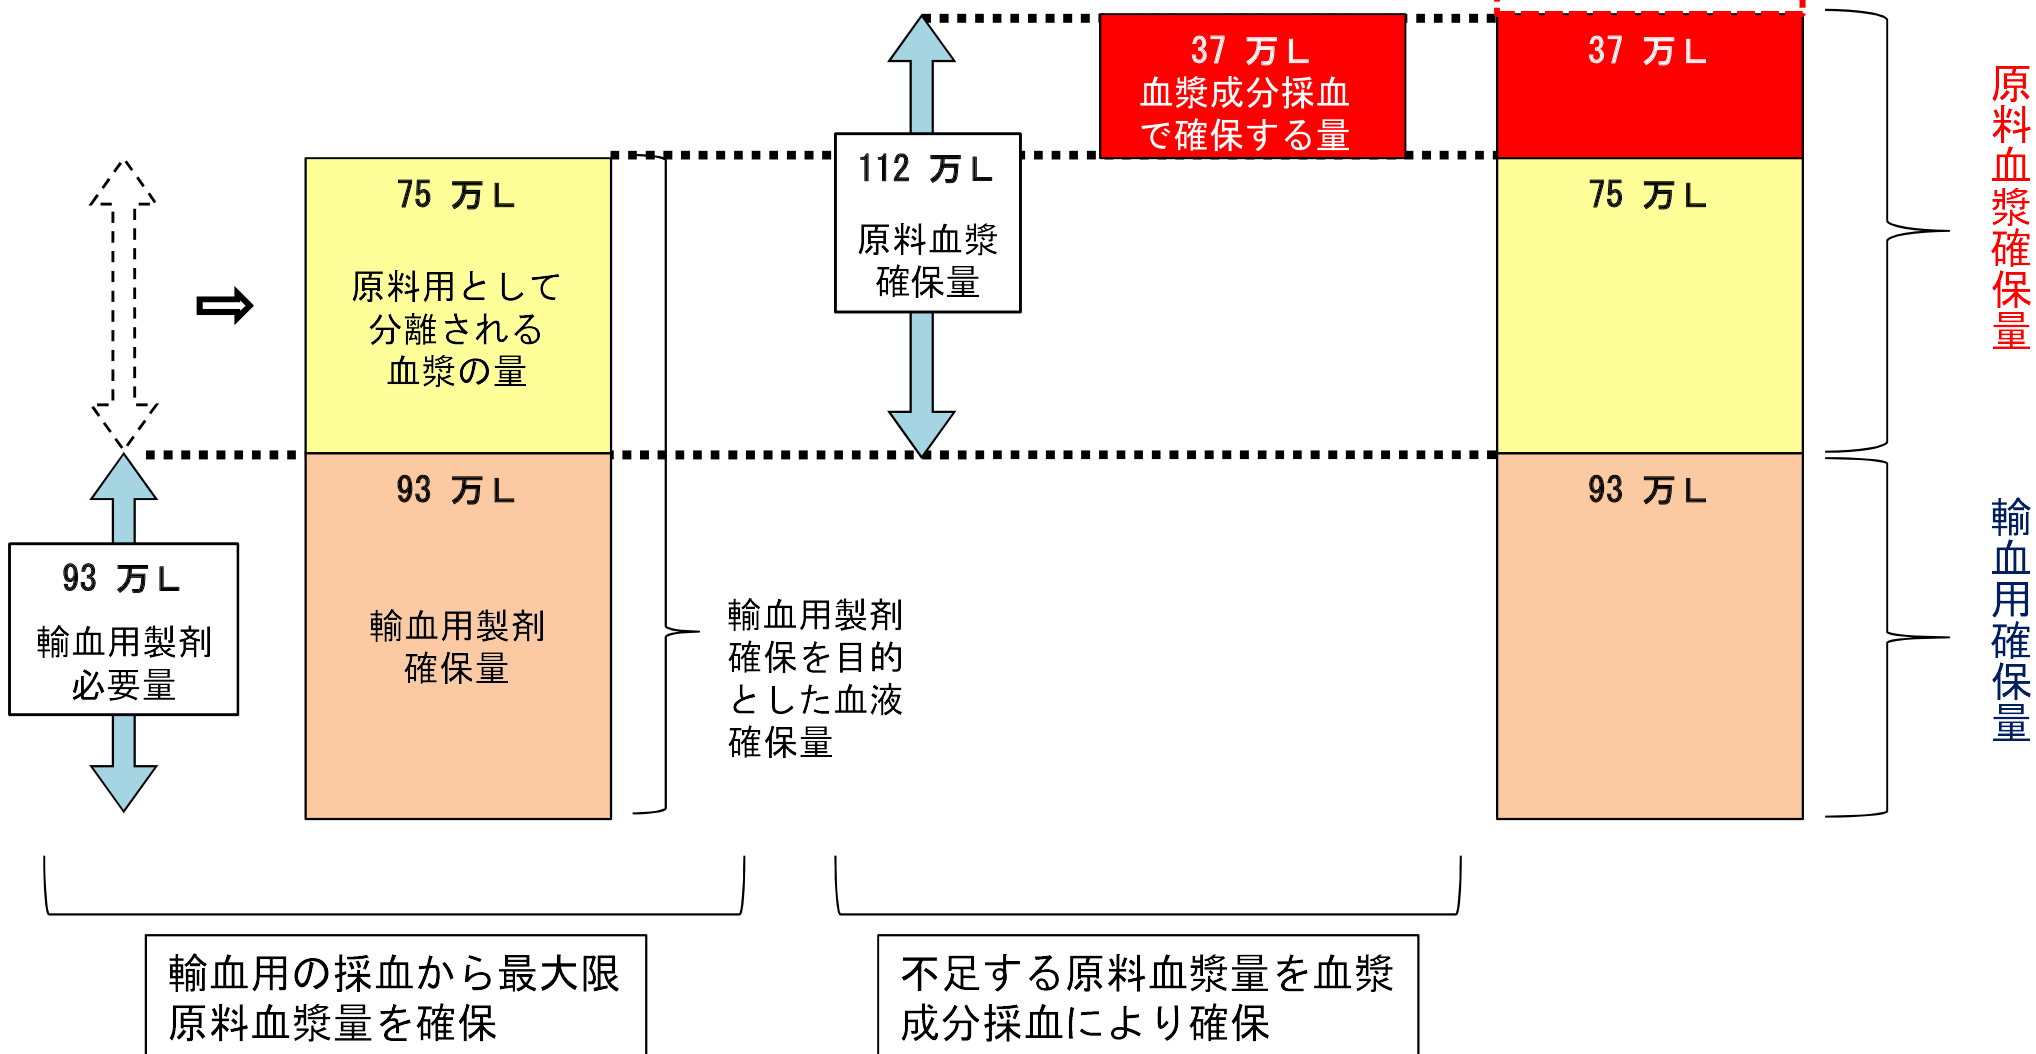 93 万L
輸血用製剤
必要量
75 万L
原料用として
分離される
血漿の量
93 万L
輸血用製剤
確保量
輸血用製剤
確保を目的
とした血液
確保量
112 万L
原料血漿
確保量
37 万L
血漿成分採血
で確保する量
37 万L
75 万L
93 万L
原料血漿確保量
輸血用確保量
輸血用の採血から最大限
原料血漿量を確保
不足する原料血漿量を血漿
成分採血により確保